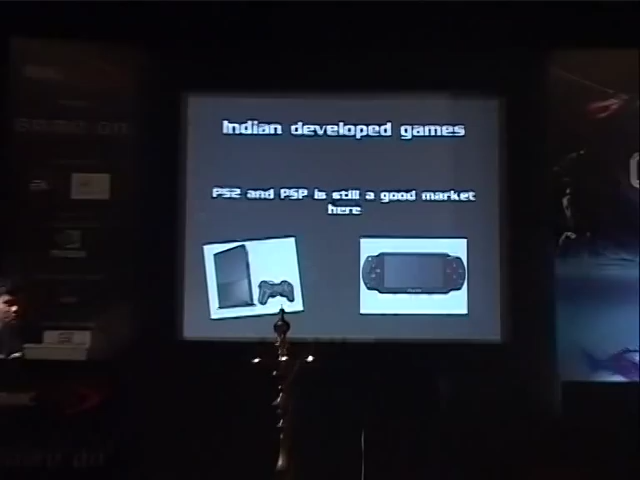 Indian developed games
PS2 and PSP is still a good market
here